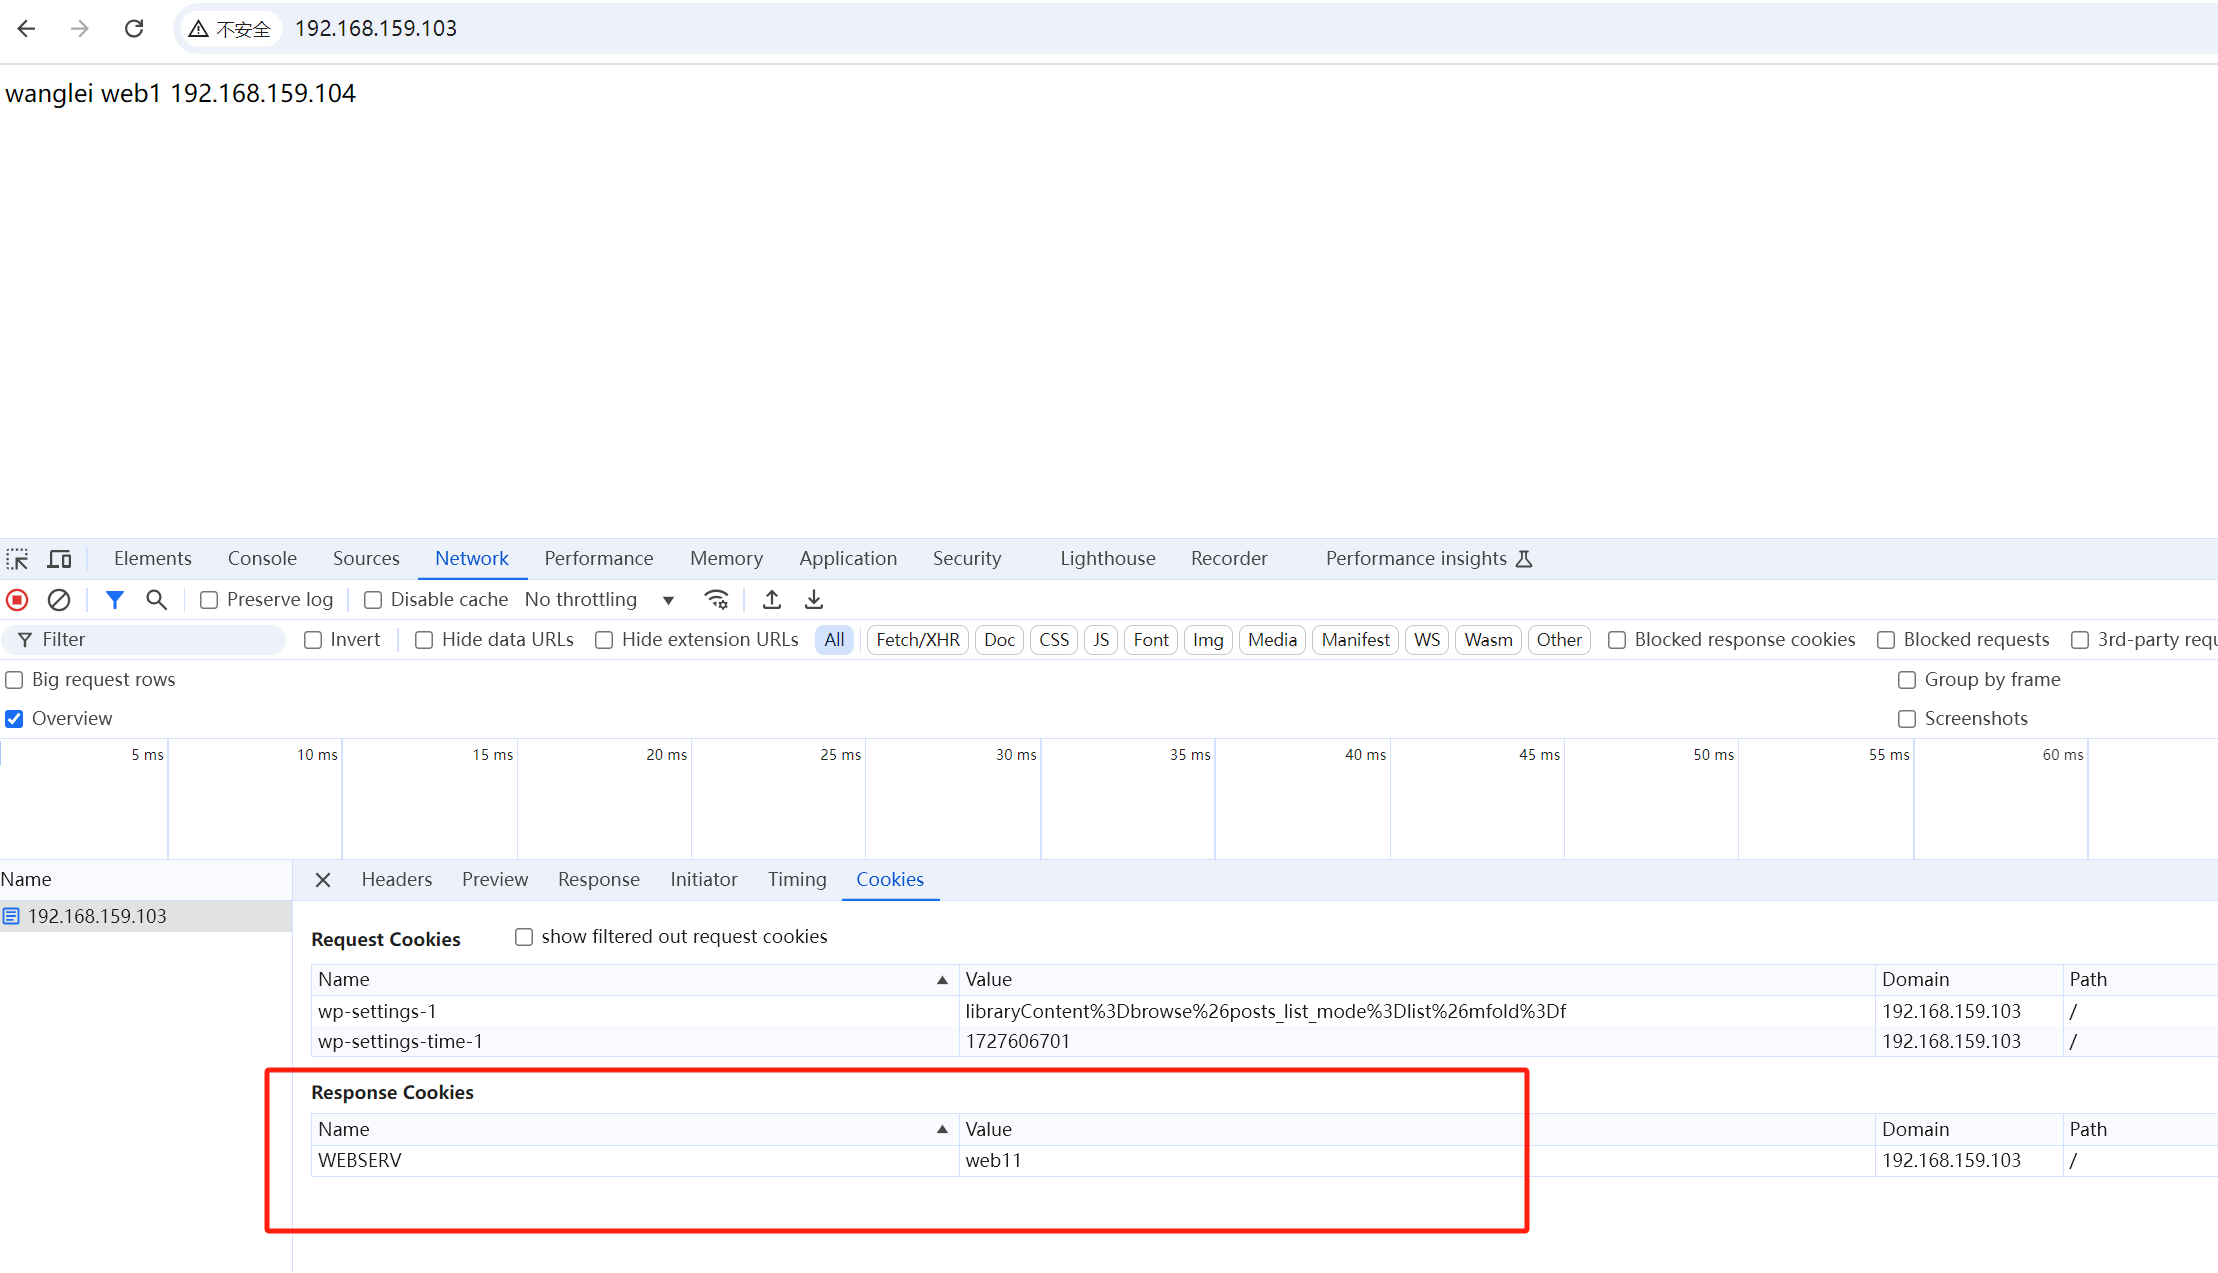 不安全 192.168.159.103
wanglei web1 192.168.159.104
Elements Console Sources Network Performance Memory Application Security Lighthouse Recorder Performance insights
Preserve log Disable cache No throttling
Filter Invert Hide data URLs Hide extension URLs All Fetch/XHR Doc CSS JS Font Img Media Manifest WS Wasm Other Blocked response cookies Blocked requests 3rd-party requ
Big request rows Group by frame
Overview Screenshots
5 ms 10 ms 15 ms 20 ms 25 ms 30 ms 35 ms 40 ms 45 ms 50 ms 55 ms 60 ms
Name Headers Preview Response Initiator Timing Cookies
192.168.159.103
Request Cookies show filtered out request cookies
Name Value Domain Path
wp-settings-1 libraryContent%3Dbrowse%26posts_list_mode%3Dlist%26mfold%3Df 192.168.159.103 /
wp-settings-time-1 1727606701 192.168.159.103 /
Response Cookies
Name Value Domain Path
WEBSERV web11 192.168.159.103 /